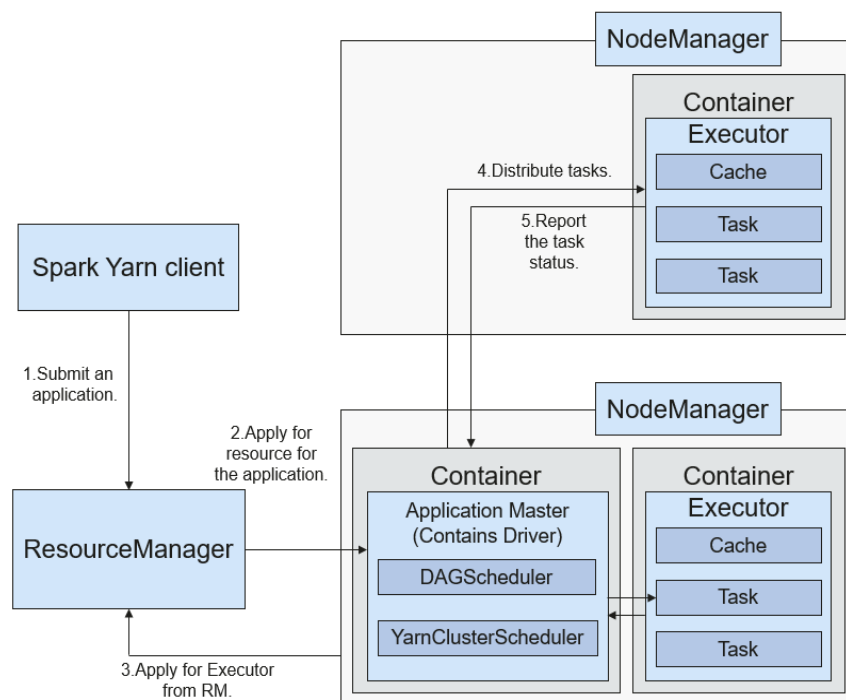 NodeManager
Container
Executor
Cache
Task
Task
4.Distribute tasks.
5.Report
the task
status.
Spark Yarn client
1.Submit an
application.
ResourceManager
2.Apply for
resource for
the application.
3.Apply for Executor
from RM.
NodeManager
Container
Application Master
(Contains Driver)
DAGScheduler
YarnClusterScheduler
Container
Executor
Cache
Task
Task